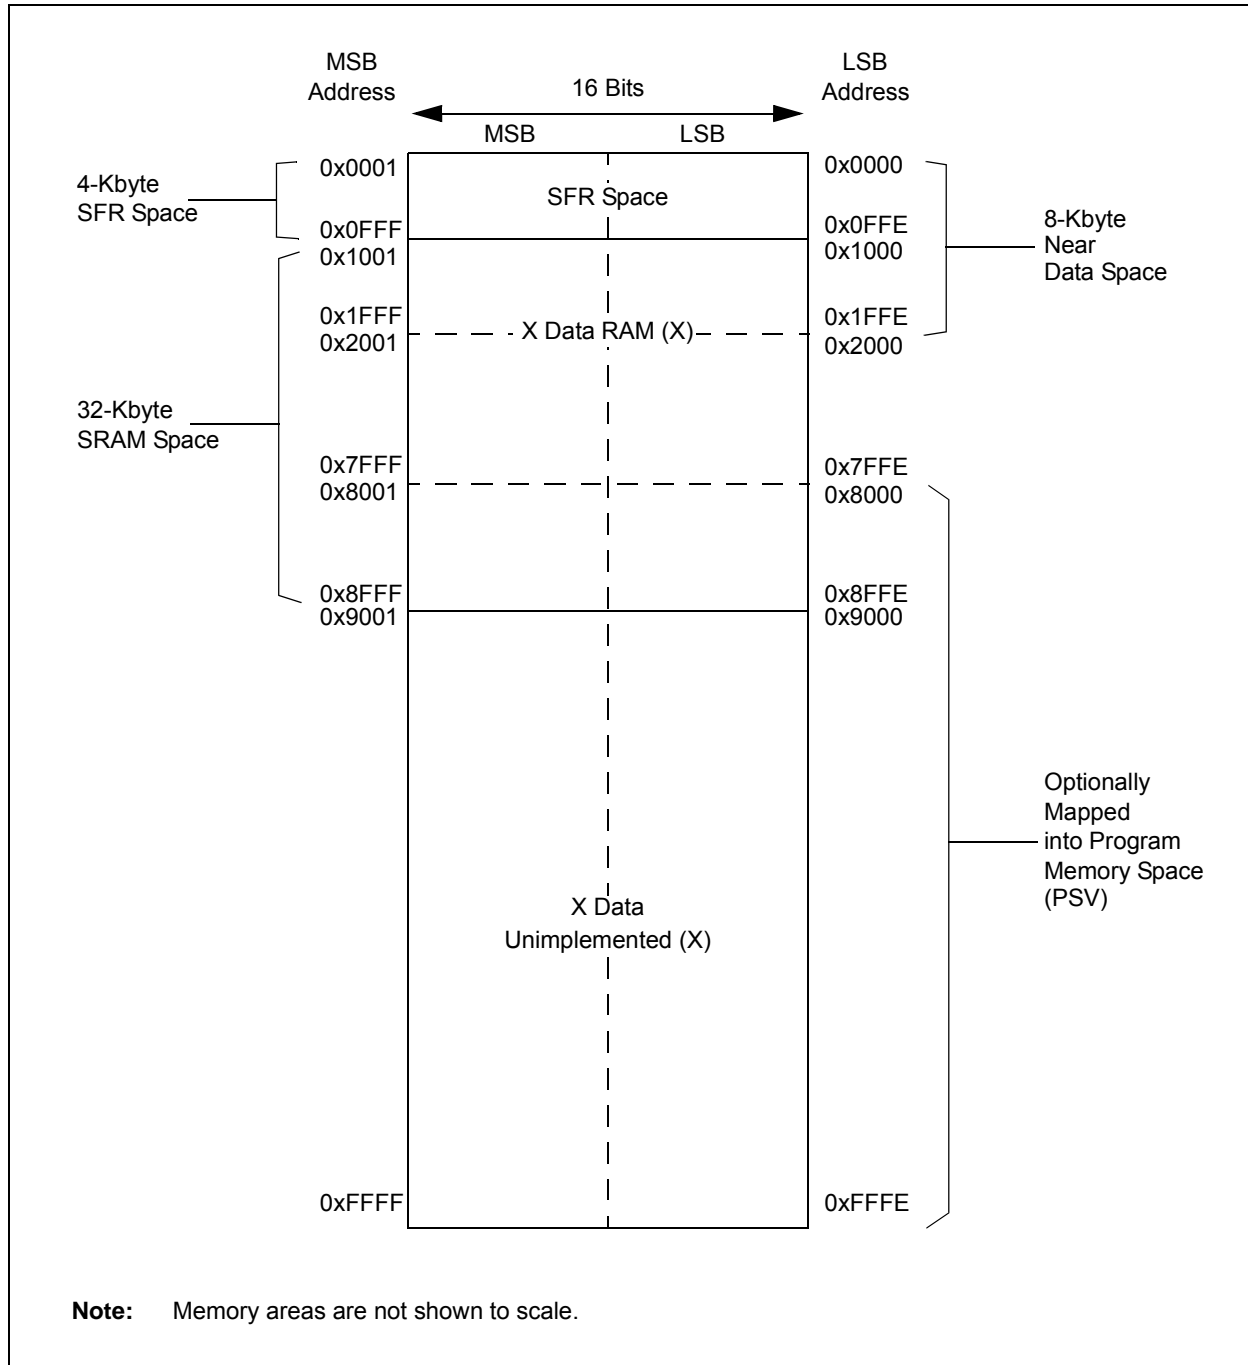 MSB
Address
16 Bits
LSB
Address
MSB
LSB
0x0001
0x0000
4-Kbyte
SFR Space
SFR Space
0x0FFF
0x0FFE
0x1001
0x1000
8-Kbyte
Near
Data Space
0x1FFF
0x1FFE
X Data RAM (X)
0x2001
0x2000
32-Kbyte
SRAM Space
0x7FFF
0x7FFE
0x8001
0x8000
0x8FFF
0x8FFE
0x9001
0x9000
Optionally
Mapped
into Program
Memory Space
(PSV)
X Data
Unimplemented (X)
0xFFFF
0xFFFE
Note: Memory areas are not shown to scale.